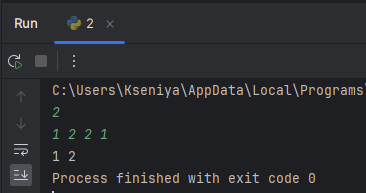 Run 2
C:\Users\Kseniya\AppData\Local\Programs\
2
1 2 2 1
1 2
Process finished with exit code 0